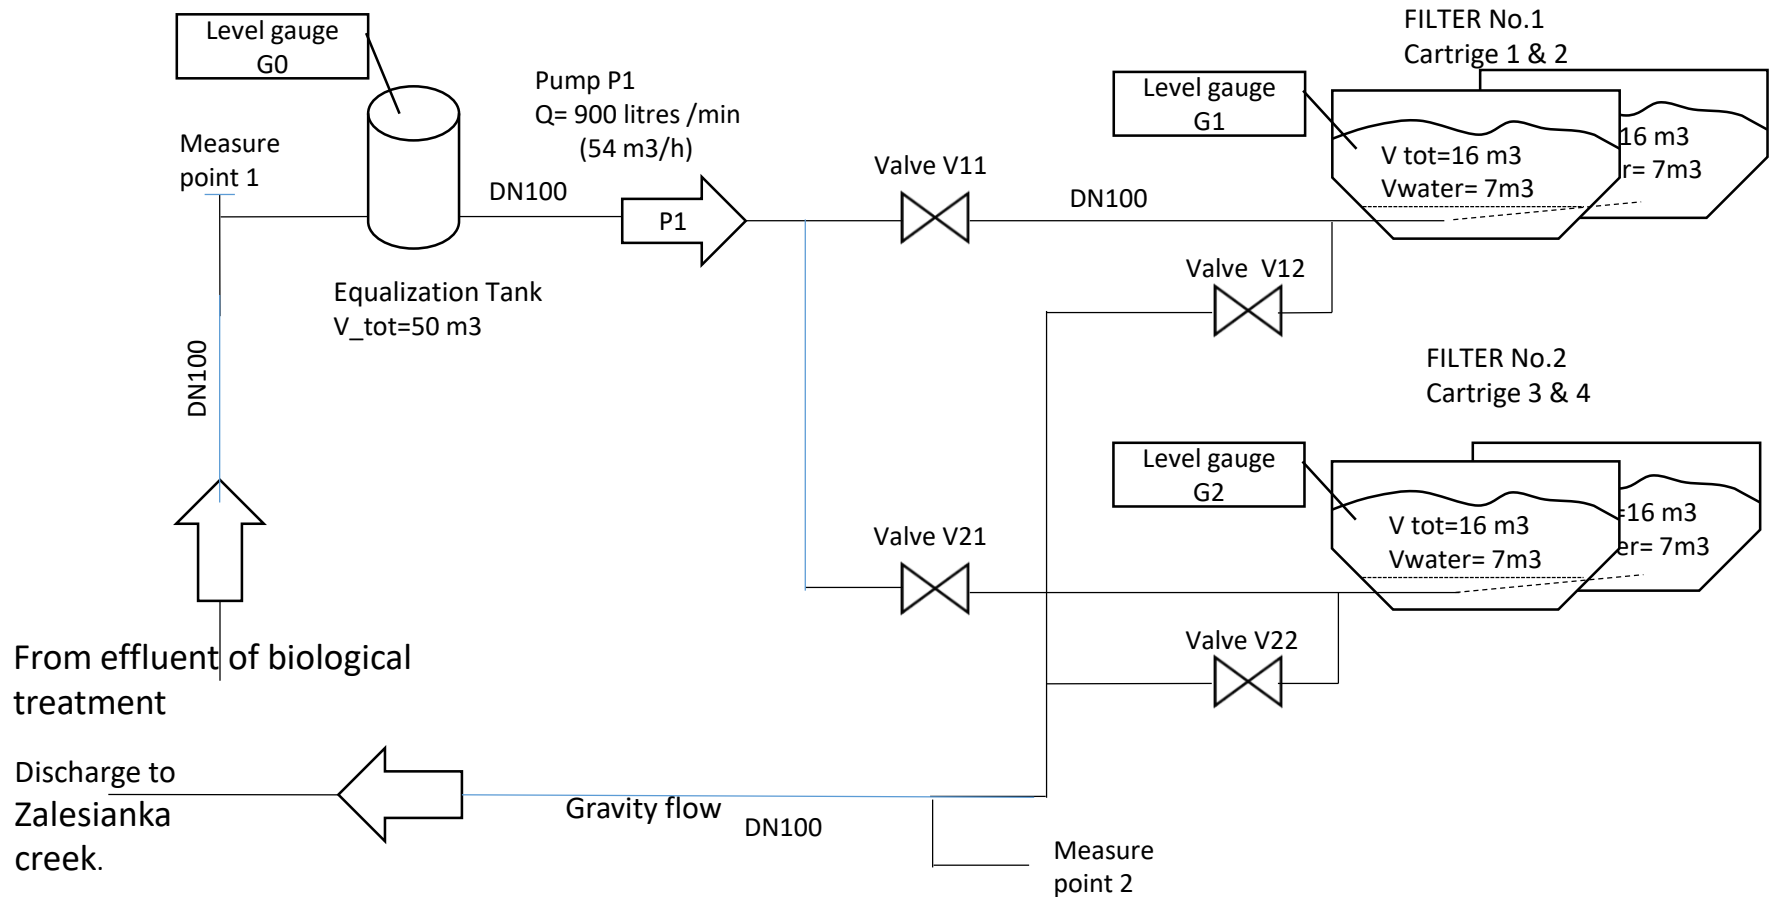 Level gauge
G0
Measure
point 1
Pump P1
Q= 900 litres /min
(54 m3/h)
DN100
P1
Equalization Tank
V_tot=50 m3
DN100
Valve V11
DN100
Level gauge
G1
FILTER No.1
Cartrige 1 & 2
V tot=16 m3
Vwater= 7m3
16 m3
r= 7m3
Valve  V12
FILTER No.2
Cartrige 3 & 4
Level gauge
G2
V tot=16 m3
Vwater= 7m3
=16 m3
er= 7m3
Valve V21
Valve V22
From effluent of biological
treatment
Discharge to
Zalesianka
creek.
Gravity flow
DN100
Measure
point 2